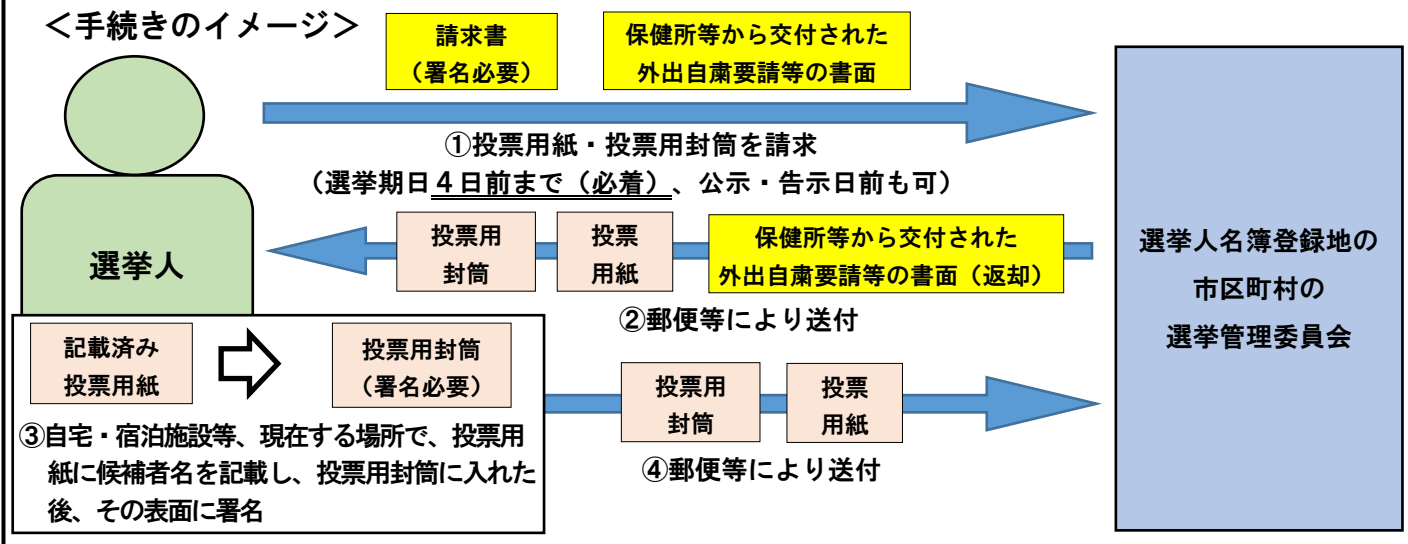 ＜手続きのイメージ＞
請求書
（署名必要）
保健所等から交付された
外出自粛要請等の書面
①投票用紙・投票用封筒を請求
（選挙期日４日前まで（必着）、公示・告示日前も可）
選挙人
投票用
封筒
投票
用紙
保健所等から交付された
外出自粛要請等の書面（返却）
②郵便等により送付
選挙人名簿登録地の
市区町村の
選挙管理委員会
記載済み
投票用紙
投票用封筒
（署名必要）
③自宅・宿泊施設等、現在する場所で、投票用
紙に候補者名を記載し、投票用封筒に入れた
後、その表面に署名
投票用
封筒
投票
用紙
④郵便等により送付